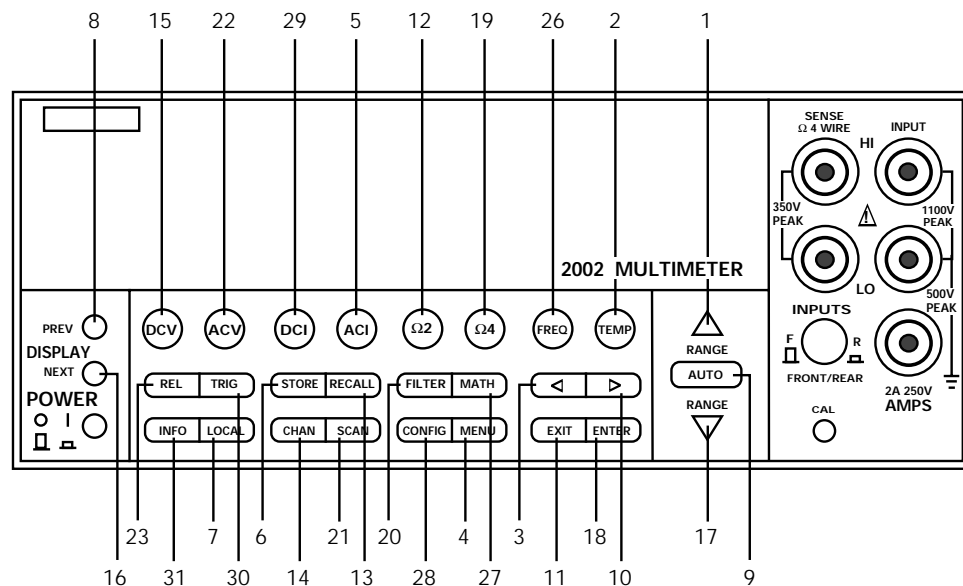 8 15 22 29 5 12 19 26 2 1
SENSE
Ω 4 WIRE
INPUT
HI
350V
PEAK
1100V
PEAK
2002 MULTIMETER
LO
500V
PEAK
INPUTS
F R
FRONT/REAR
2A 250V
AMPS
CAL
PREV
DISPLAY
NEXT
POWER
DCV ACV DCI ACI Ω2 Ω4 FREQ TEMP
RANGE
REL TRIG STORE RECALL FILTER MATH
AUTO
INFO LOCAL CHAN SCAN CONFIG MENU EXIT ENTER
RANGE
23 7 6 21 20 4 3 18 17
16 31 30 14 13 28 27 11 10 9